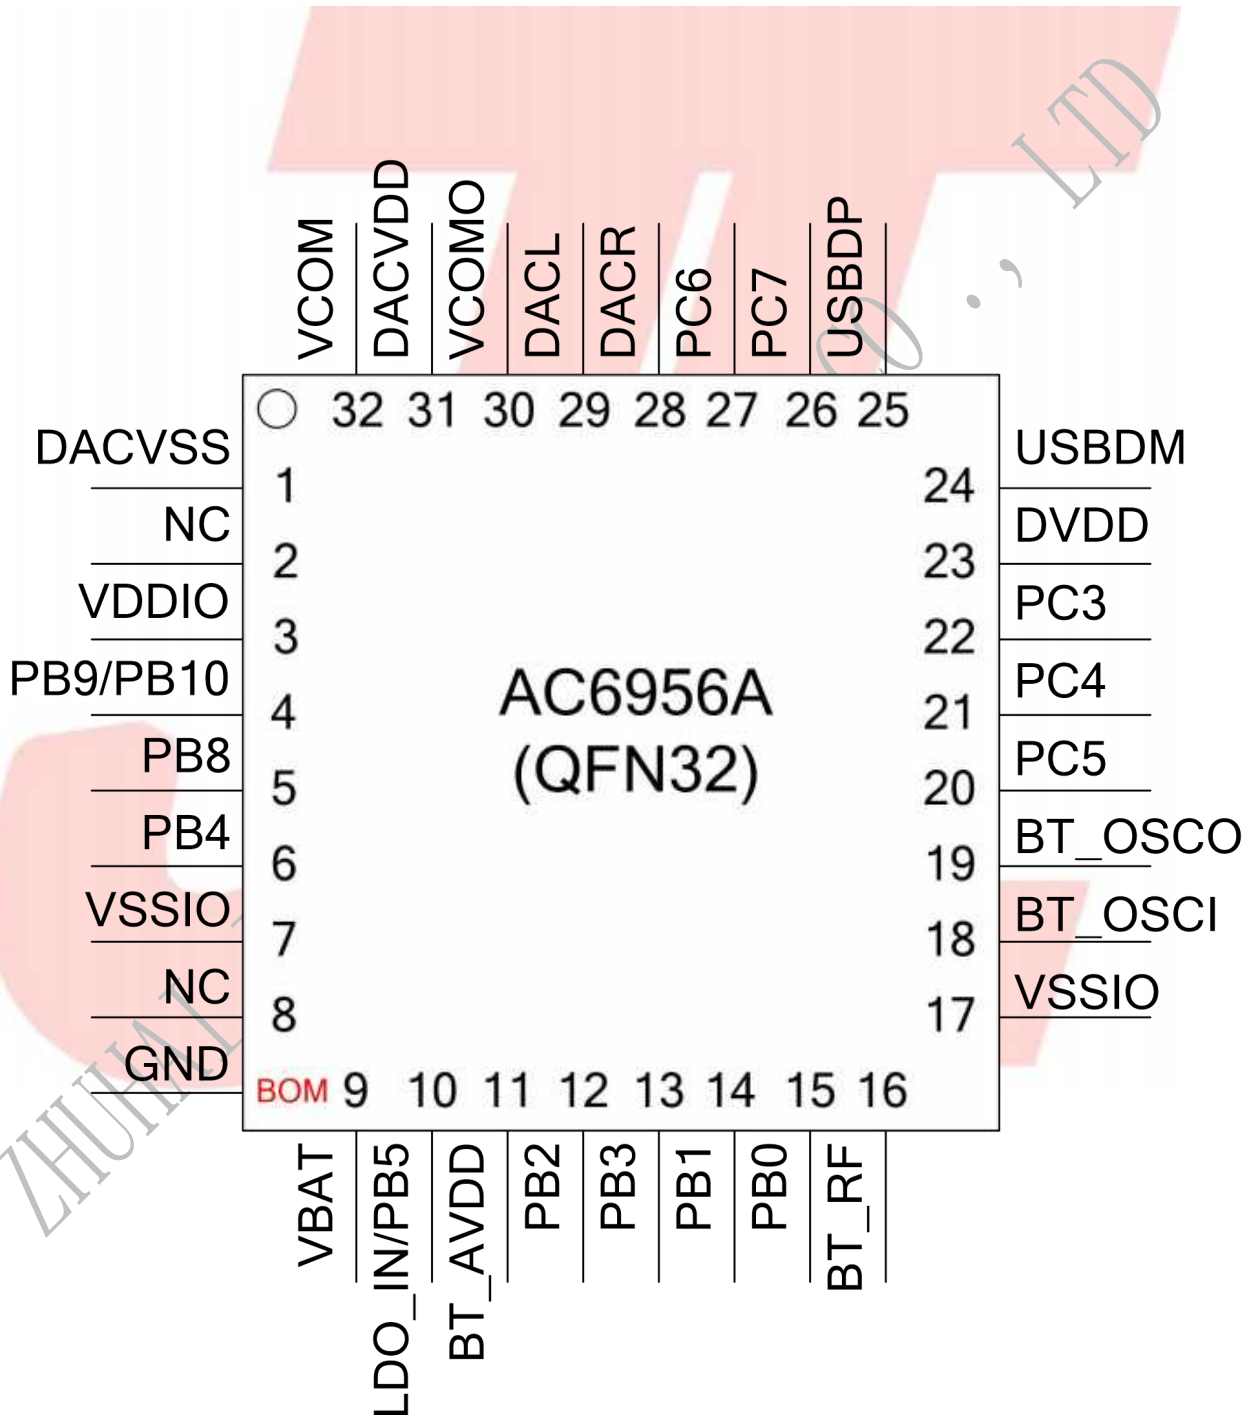 VCOM
DACVDD
VCOMO
DACL
DACR
PC6
PC7
USBDP
32 31 30 29 28 27 26 25
DACVSS 1
NC 2
VDDIO 3
PB9/PB10 4
PB8 5
PB4 6
VSSIO 7
NC 8
GND BOM
AC6956A
(QFN32)
24 USBDM
23 DVDD
22 PC3
21 PC4
20 PC5
19 BT_OSCO
18 BT_OSCI
17 VSSIO
9 10 11 12 13 14 15 16
VBAT
LDO_IN/PB5
BT_AVDD
PB2
PB3
PB1
PB0
BT_RF
ZHUHAI
CO.,LTD